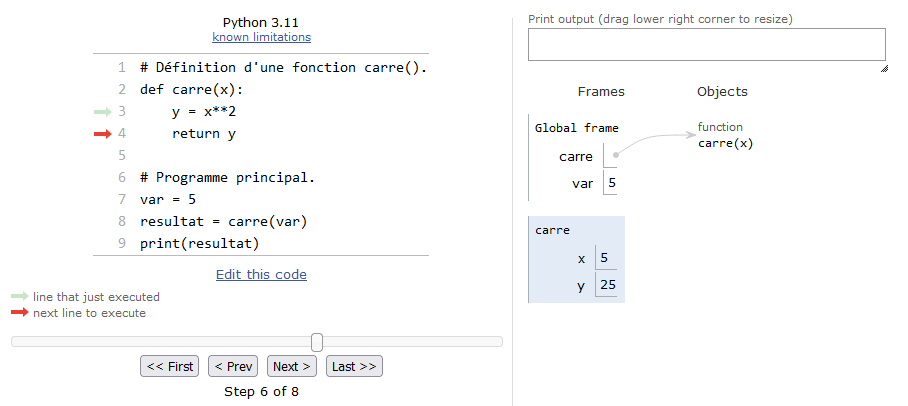 Python 3.11
known limitations
1 # Définition d'une fonction carre().
2 def carre(x):
3     y = x**2
4     return y
5
6 # Programme principal.
7 var = 5
8 resultat = carre(var)
9 print(resultat)
Edit this code
line that just executed
next line to execute
<< First < Prev Next > Last >>
Step 6 of 8
Print output (drag lower right corner to resize)
Frames Objects
Global frame
carre
var 5
function
carre(x)
carre
x 5
y 25